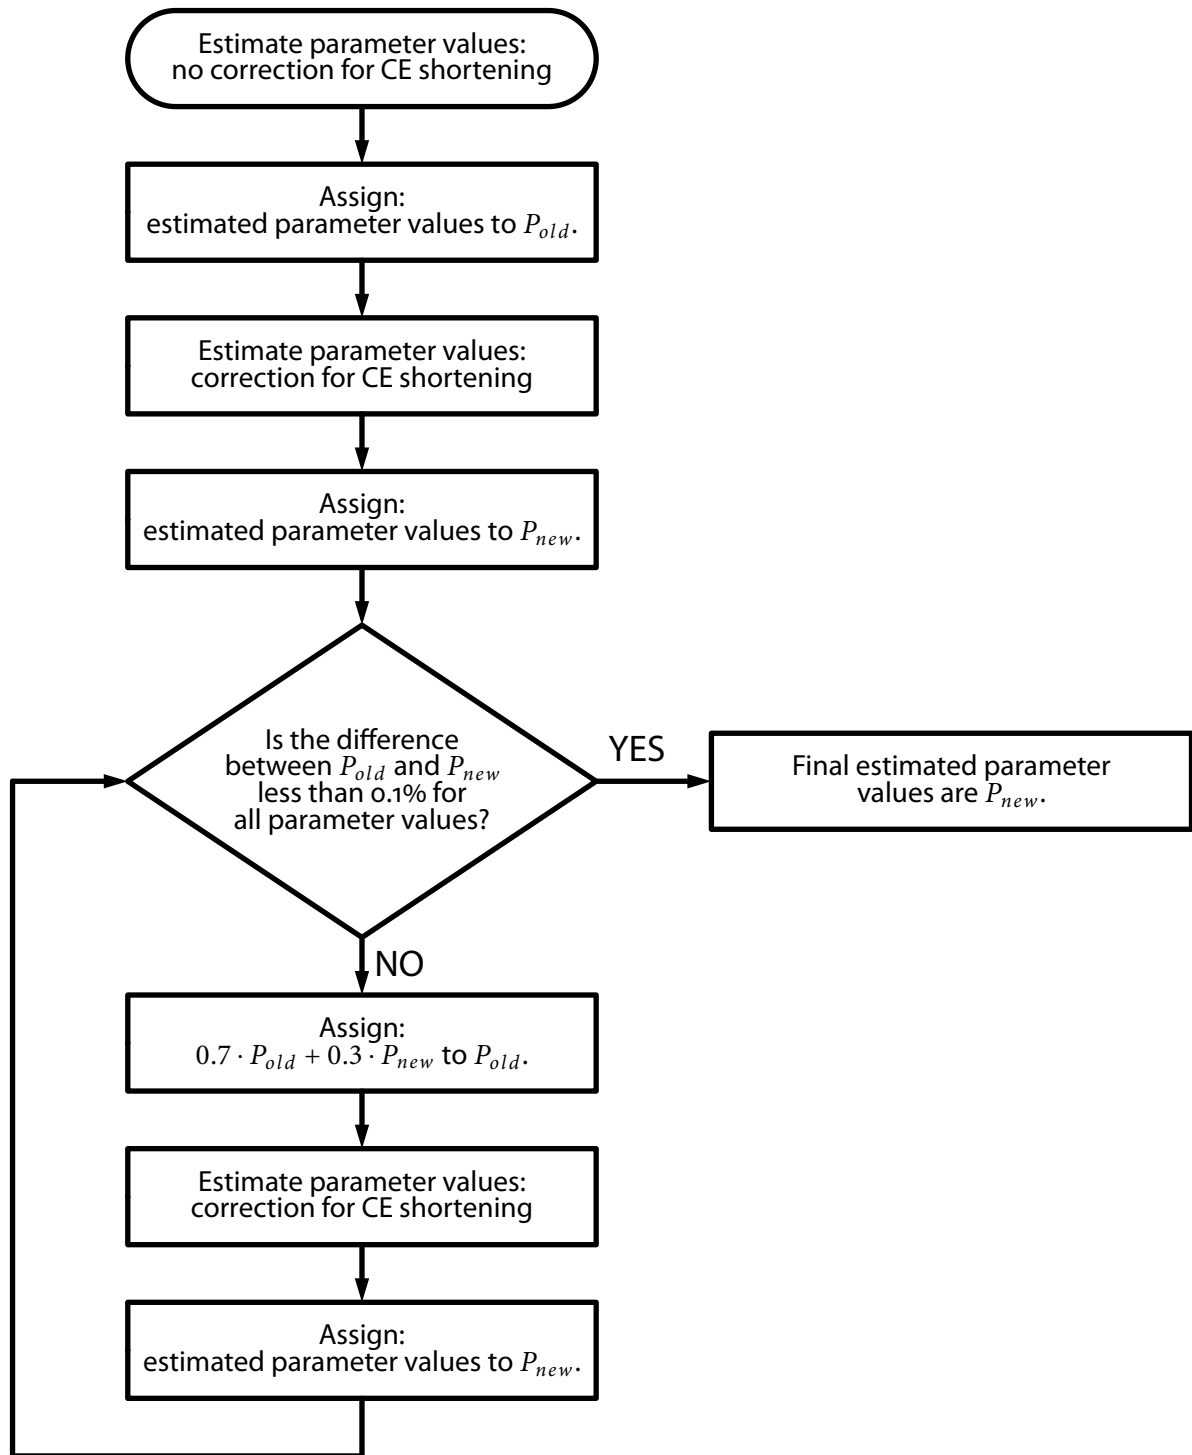 Estimate parameter values:
no correction for CE shortening
Assign:
estimated parameter values to P_old.
Estimate parameter values:
correction for CE shortening
Assign:
estimated parameter values to P_new.
Is the difference
between P_old and P_new
less than 0.1% for
all parameter values?
YES
Final estimated parameter
values are P_new.
NO
Assign:
0.7 · P_old + 0.3 · P_new to P_old.
Estimate parameter values:
correction for CE shortening
Assign:
estimated parameter values to P_new.